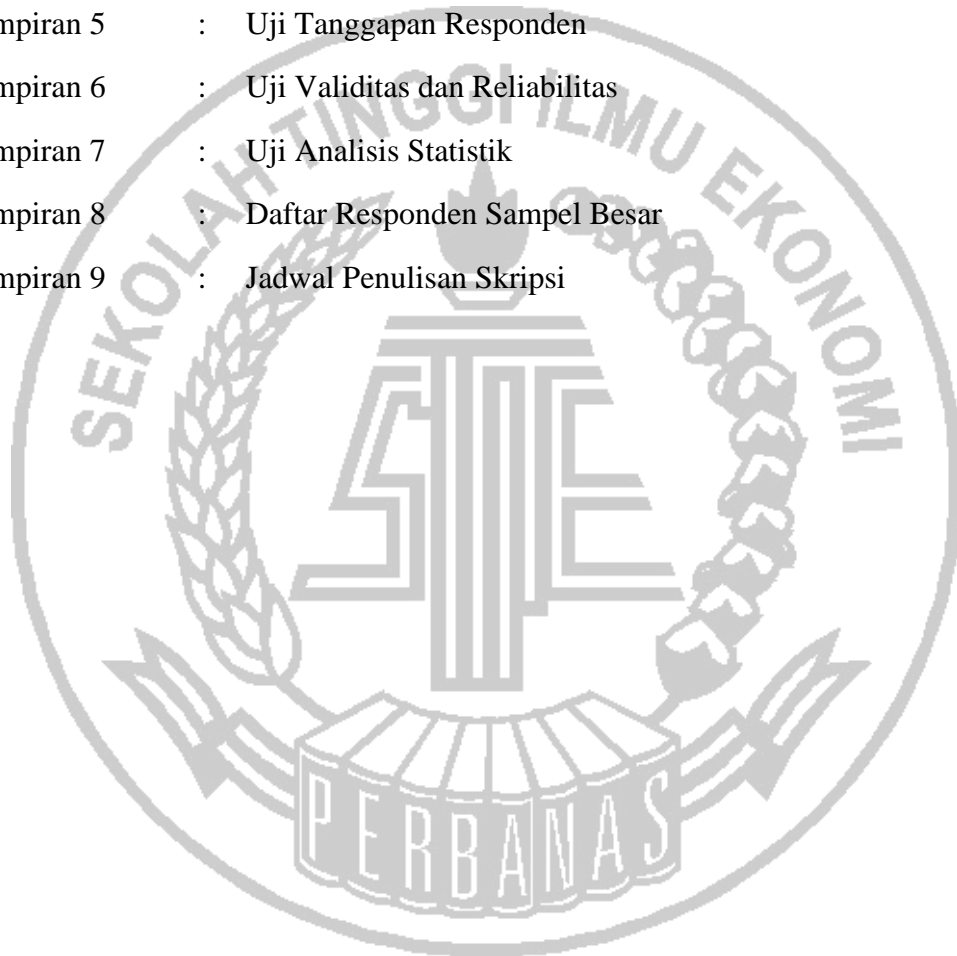 mpiran 5 : Uji Tanggapan Responden
mpiran 6 : Uji Validitas dan Reliabilitas
mpiran 7 : Uji Analisis Statistik
mpiran 8 : Daftar Responden Sampel Besar
mpiran 9 : Jadwal Penulisan Skripsi
SEKOLAH TINGGI ILMU EKONOMI
STIE
PERBANAS